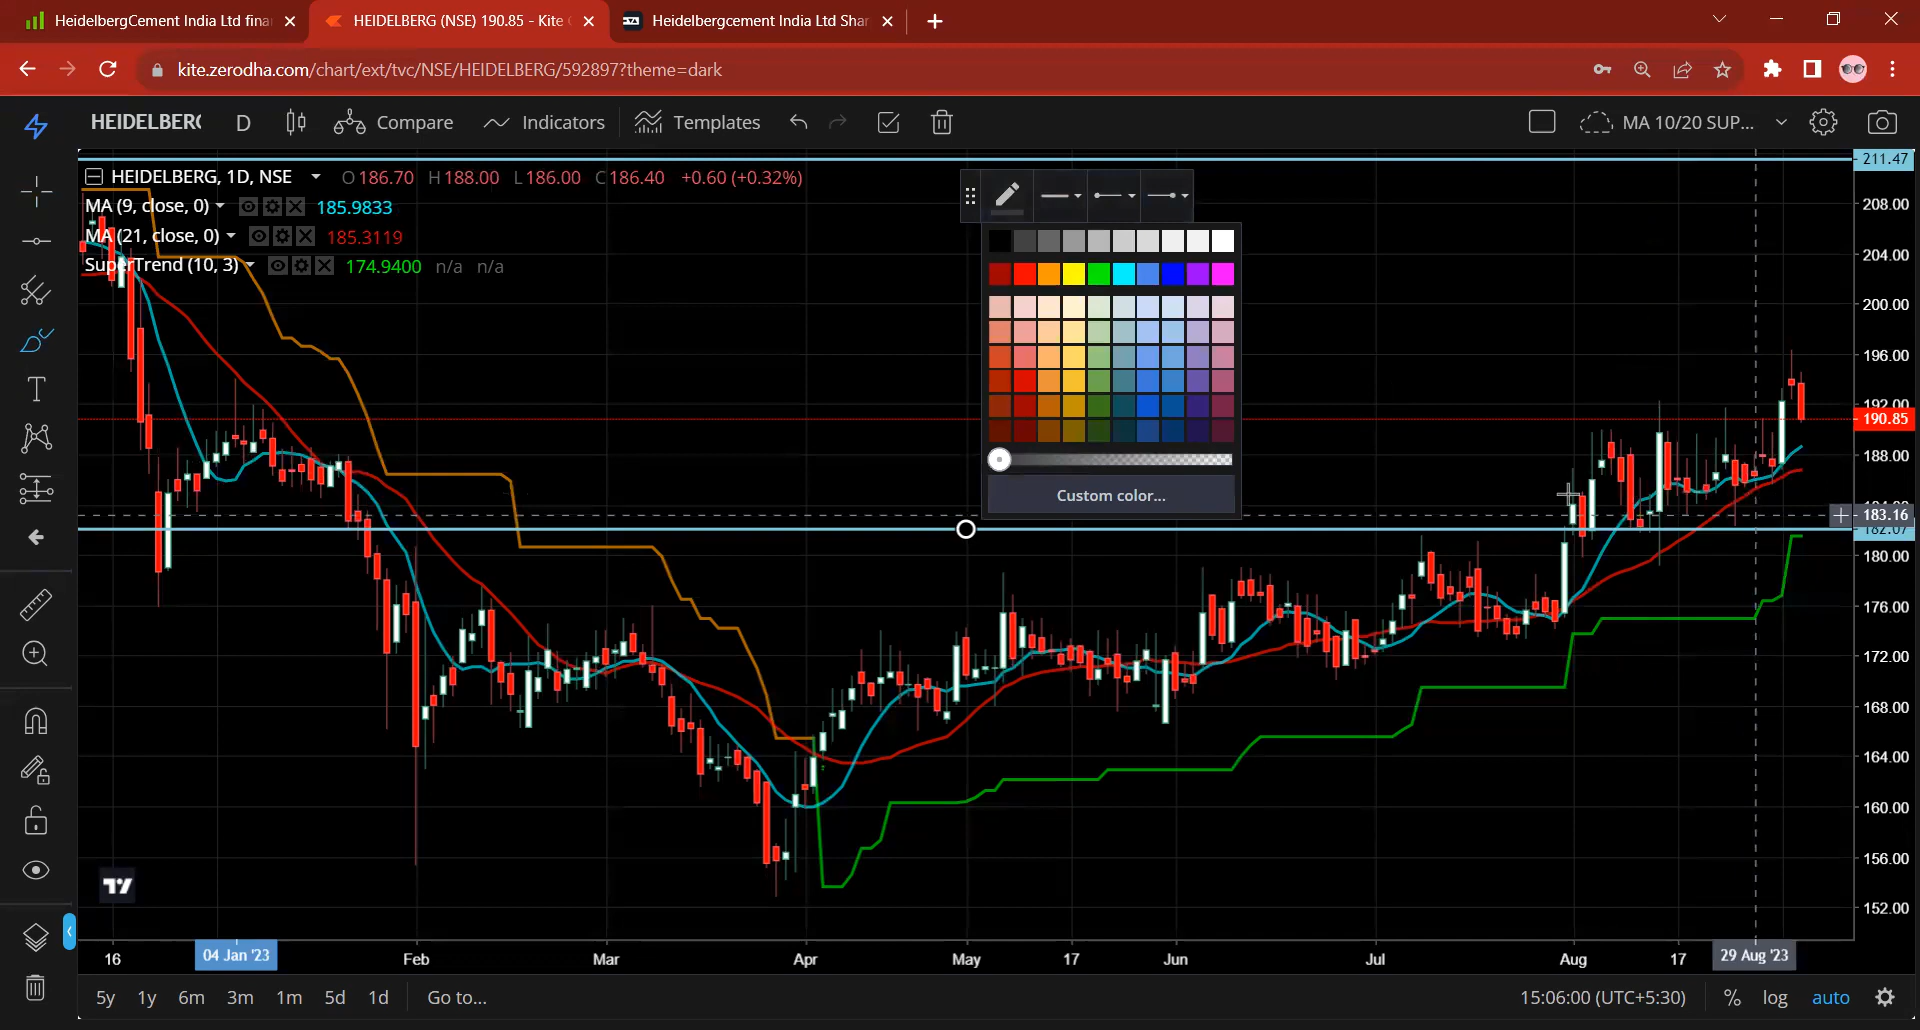 HeidelbergCement India Ltd fina
HEIDELBERG (NSE) 190.85 - Kite
Heidelbergcement India Ltd Shar
kite.zerodha.com/chart/ext/tvc/NSE/HEIDELBERG/592897?theme=dark
HEIDELBERG D Compare Indicators Templates MA 10/20 SUP...
HEIDELBERG, 1D, NSE O186.70 H188.00 L186.00 C186.40 +0.60 (+0.32%)
MA (9, close, 0) 185.9833
MA (21, close, 0) 185.3119
SuperTrend (10, 3) 174.9400 n/a n/a
Custom color...
211.47
208.00
204.00
200.00
196.00
192.00
190.85
188.00
183.16
182.07
180.00
176.00
172.00
168.00
164.00
160.00
156.00
152.00
16 04 Jan '23 Feb Mar Apr May 17 Jun Jul Aug 17 29 Aug '23
5y 1y 6m 3m 1m 5d 1d Go to... 15:06:00 (UTC+5:30) % log auto